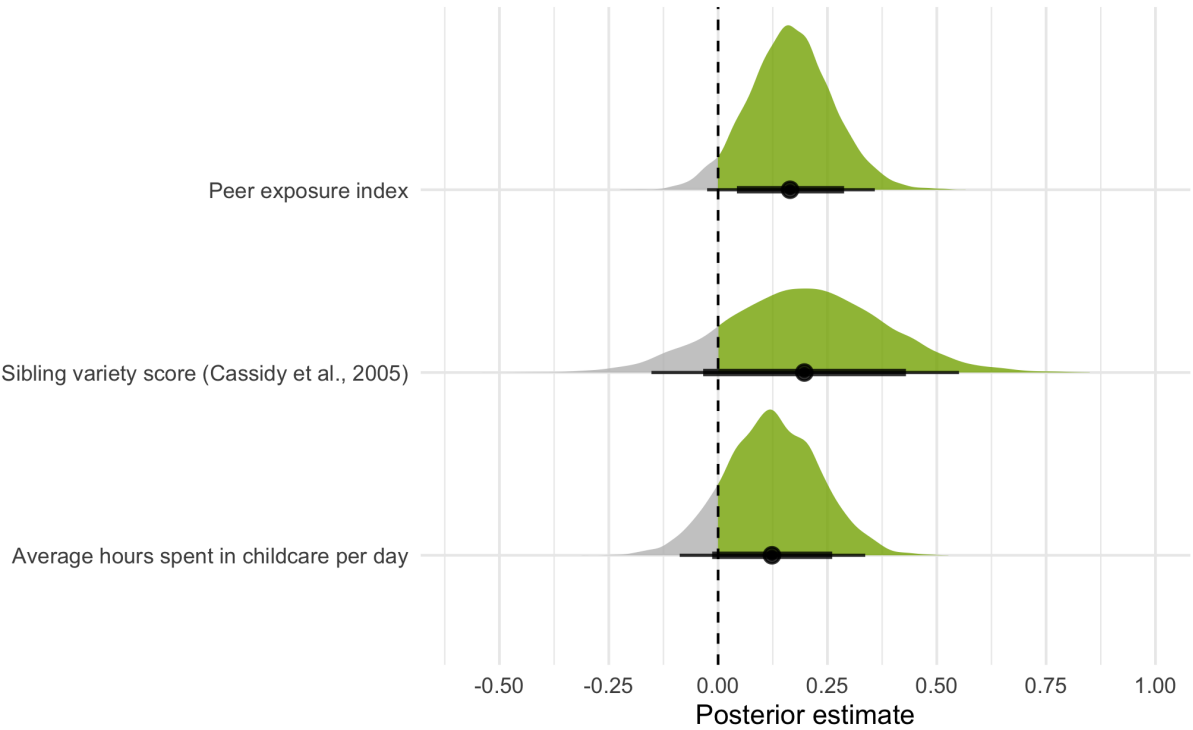 Peer exposure index
Sibling variety score (Cassidy et al., 2005)
Average hours spent in childcare per day
-0.50 -0.25 0.00 0.25 0.50 0.75 1.00
Posterior estimate